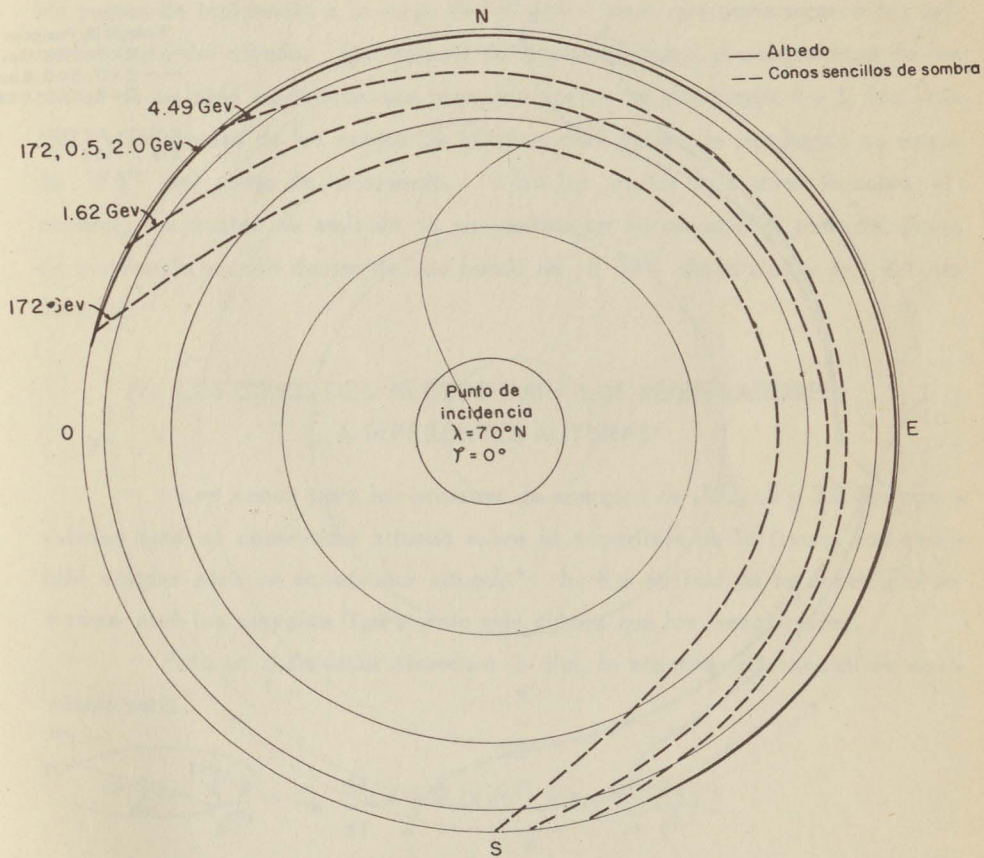 N
Albedo
Conos sencillos de sombra
4.49 Gev
172, 0.5, 2.0 Gev
1.62 Gev
172 Gev
Punto de
incidencia
λ=70°N
φ=0°
O
E
S